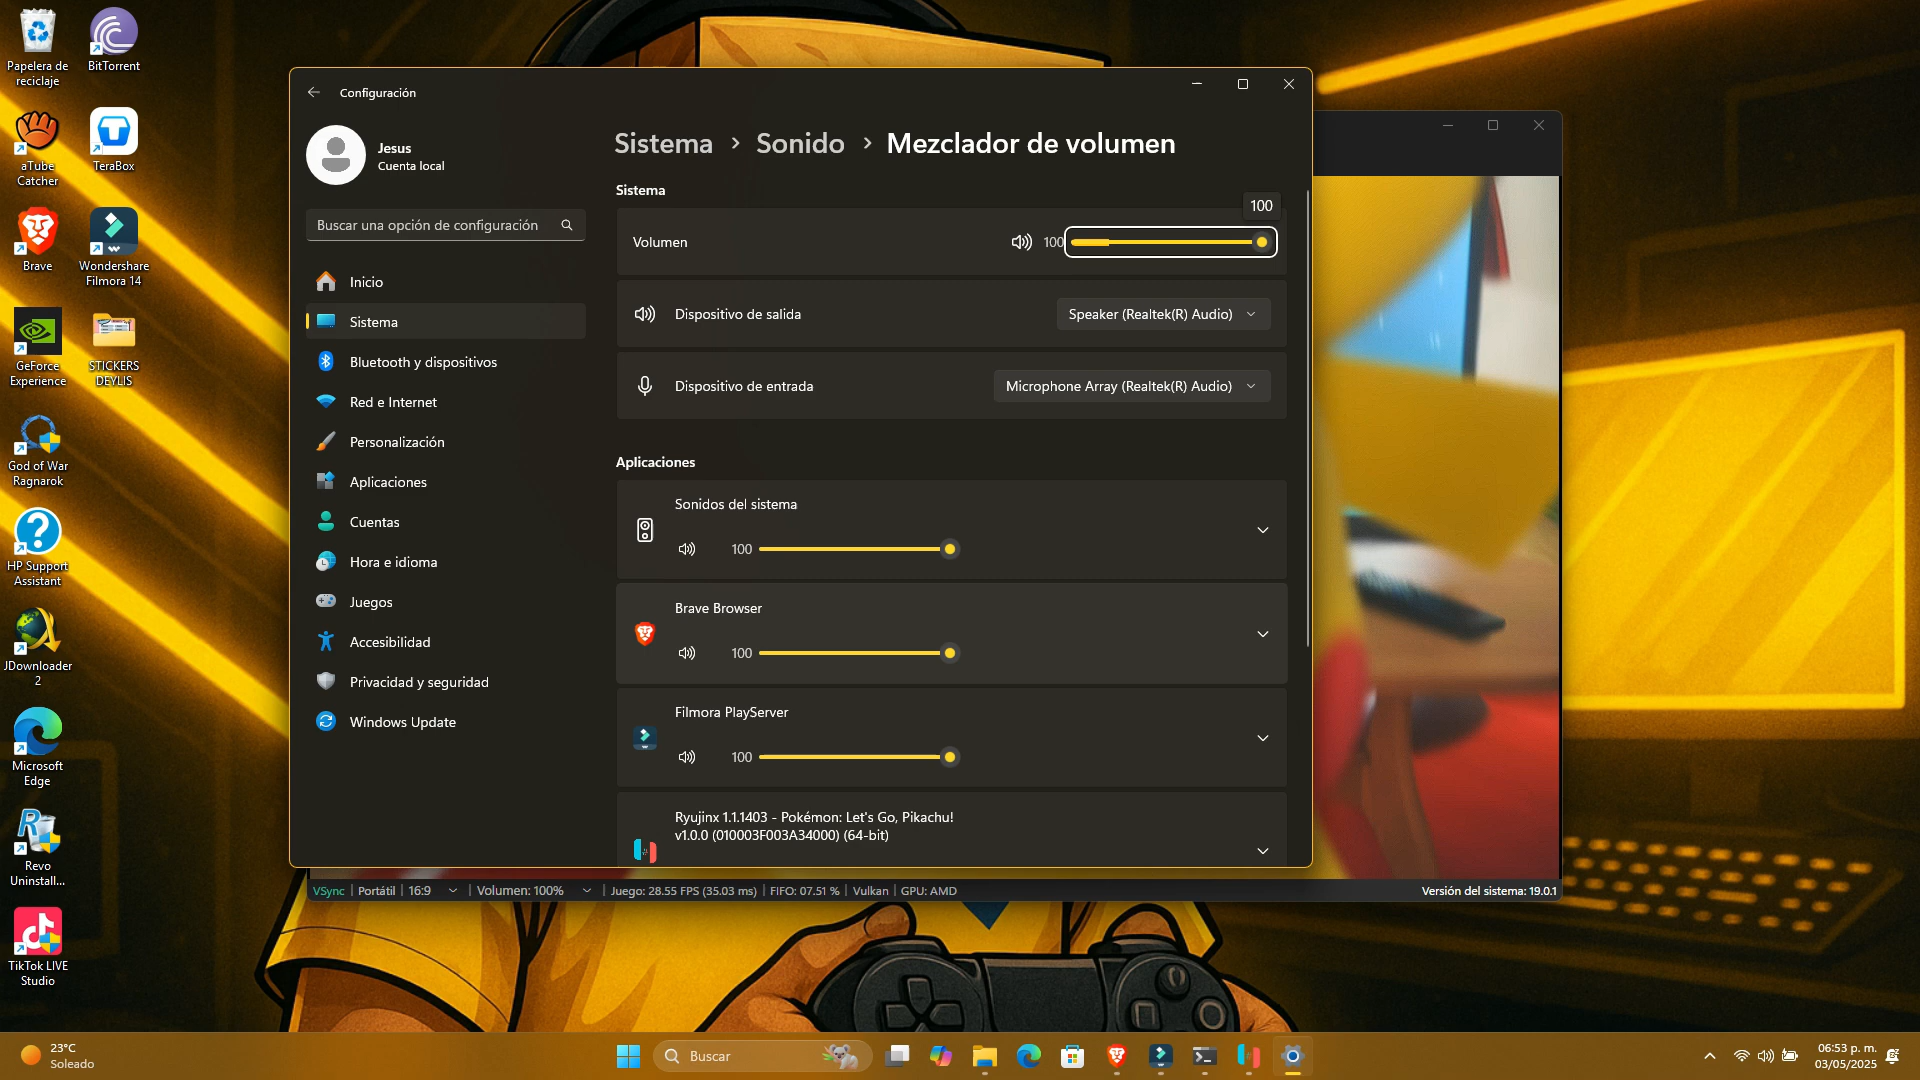 Papelera de
reciclaje
BitTorrent
aTube
Catcher
TeraBox
Brave
Wondershare
Filmora 14
GeForce
Experience
STICKERS
DEYLIS
God of War
Ragnarok
HP Support
Assistant
JDownloader
2
Microsoft
Edge
Revo
Uninstall...
TikTok LIVE
Studio
Configuración
Jesus
Cuenta local
Buscar una opción de configuración
Inicio
Sistema
Bluetooth y dispositivos
Red e Internet
Personalización
Aplicaciones
Cuentas
Hora e idioma
Juegos
Accesibilidad
Privacidad y seguridad
Windows Update
Sistema > Sonido > Mezclador de volumen
Sistema
100
Volumen 100
Dispositivo de salida Speaker (Realtek(R) Audio)
Dispositivo de entrada Microphone Array (Realtek(R) Audio)
Aplicaciones
Sonidos del sistema
100
Brave Browser
100
Filmora PlayServer
100
Ryujinx 1.1.1403 - Pokémon: Let's Go, Pikachu!
v1.0.0 (010003F003A34000) (64-bit)
VSync | Portátil | 16:9 | Volumen: 100% | Juego: 28.55 FPS (35.03 ms) | FIFO: 07.51 % | Vulkan | GPU: AMD Versión del sistema: 19.0.1
23°C
Soleado
Buscar
06:53 p. m.
03/05/2025